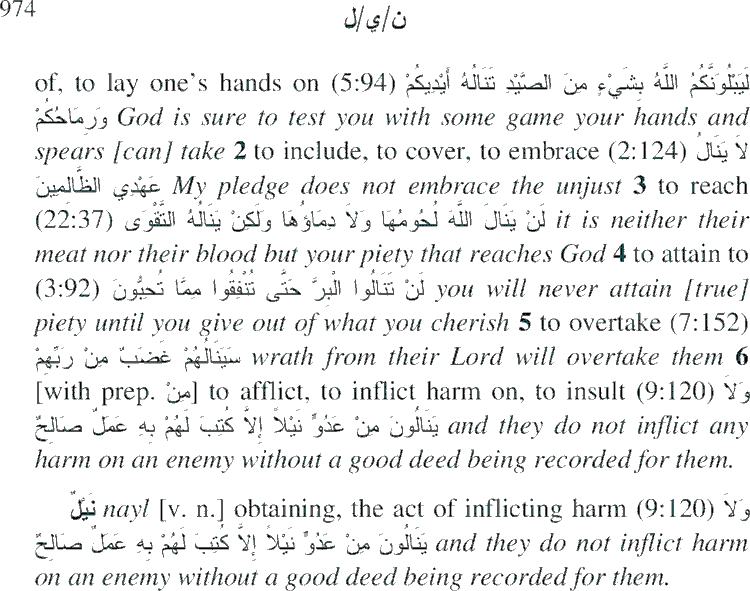 974
ن/ي/ل
of, to lay one's hands on (5:94) لَيَبْلُوَنَّكُمُ اللَّهُ بِشَيْءٍ مِنَ الصَّيْدِ تَنَالُهُ أَيْدِيكُمْ
وَرِمَاحُكُمْ God is sure to test you with some game your hands and
spears [can] take 2 to include, to cover, to embrace (2:124) لاَ يَنَالُ
عَهْدِي الظَّالِمِينَ My pledge does not embrace the unjust 3 to reach
(22:37) لَنْ يَنَالَ اللَّهَ لُحُومُهَا وَلاَ دِمَاؤُهَا وَلَكِنْ يَنَالُهُ التَّقْوَى it is neither their
meat nor their blood but your piety that reaches God 4 to attain to
(3:92) لَنْ تَنَالُوا الْبِرَّ حَتَّى تُنْفِقُوا مِمَّا تُحِبُّونَ you will never attain [true]
piety until you give out of what you cherish 5 to overtake (7:152)
سَيَنَالُهُمْ غَضَبٌ مِنْ رَبِّهِمْ wrath from their Lord will overtake them 6
[with prep. مِنْ] to afflict, to inflict harm on, to insult (9:120) وَلاَ
يَنَالُونَ مِنْ عَدُوٍّ نَيْلاً إِلاَّ كُتِبَ لَهُمْ بِهِ عَمَلٌ صَالِحٌ and they do not inflict any
harm on an enemy without a good deed being recorded for them.
نَيْلٌ nayl [v. n.] obtaining, the act of inflicting harm (9:120) وَلاَ
يَنَالُونَ مِنْ عَدُوٍّ نَيْلاً إِلاَّ كُتِبَ لَهُمْ بِهِ عَمَلٌ صَالِحٌ and they do not inflict harm
on an enemy without a good deed being recorded for them.